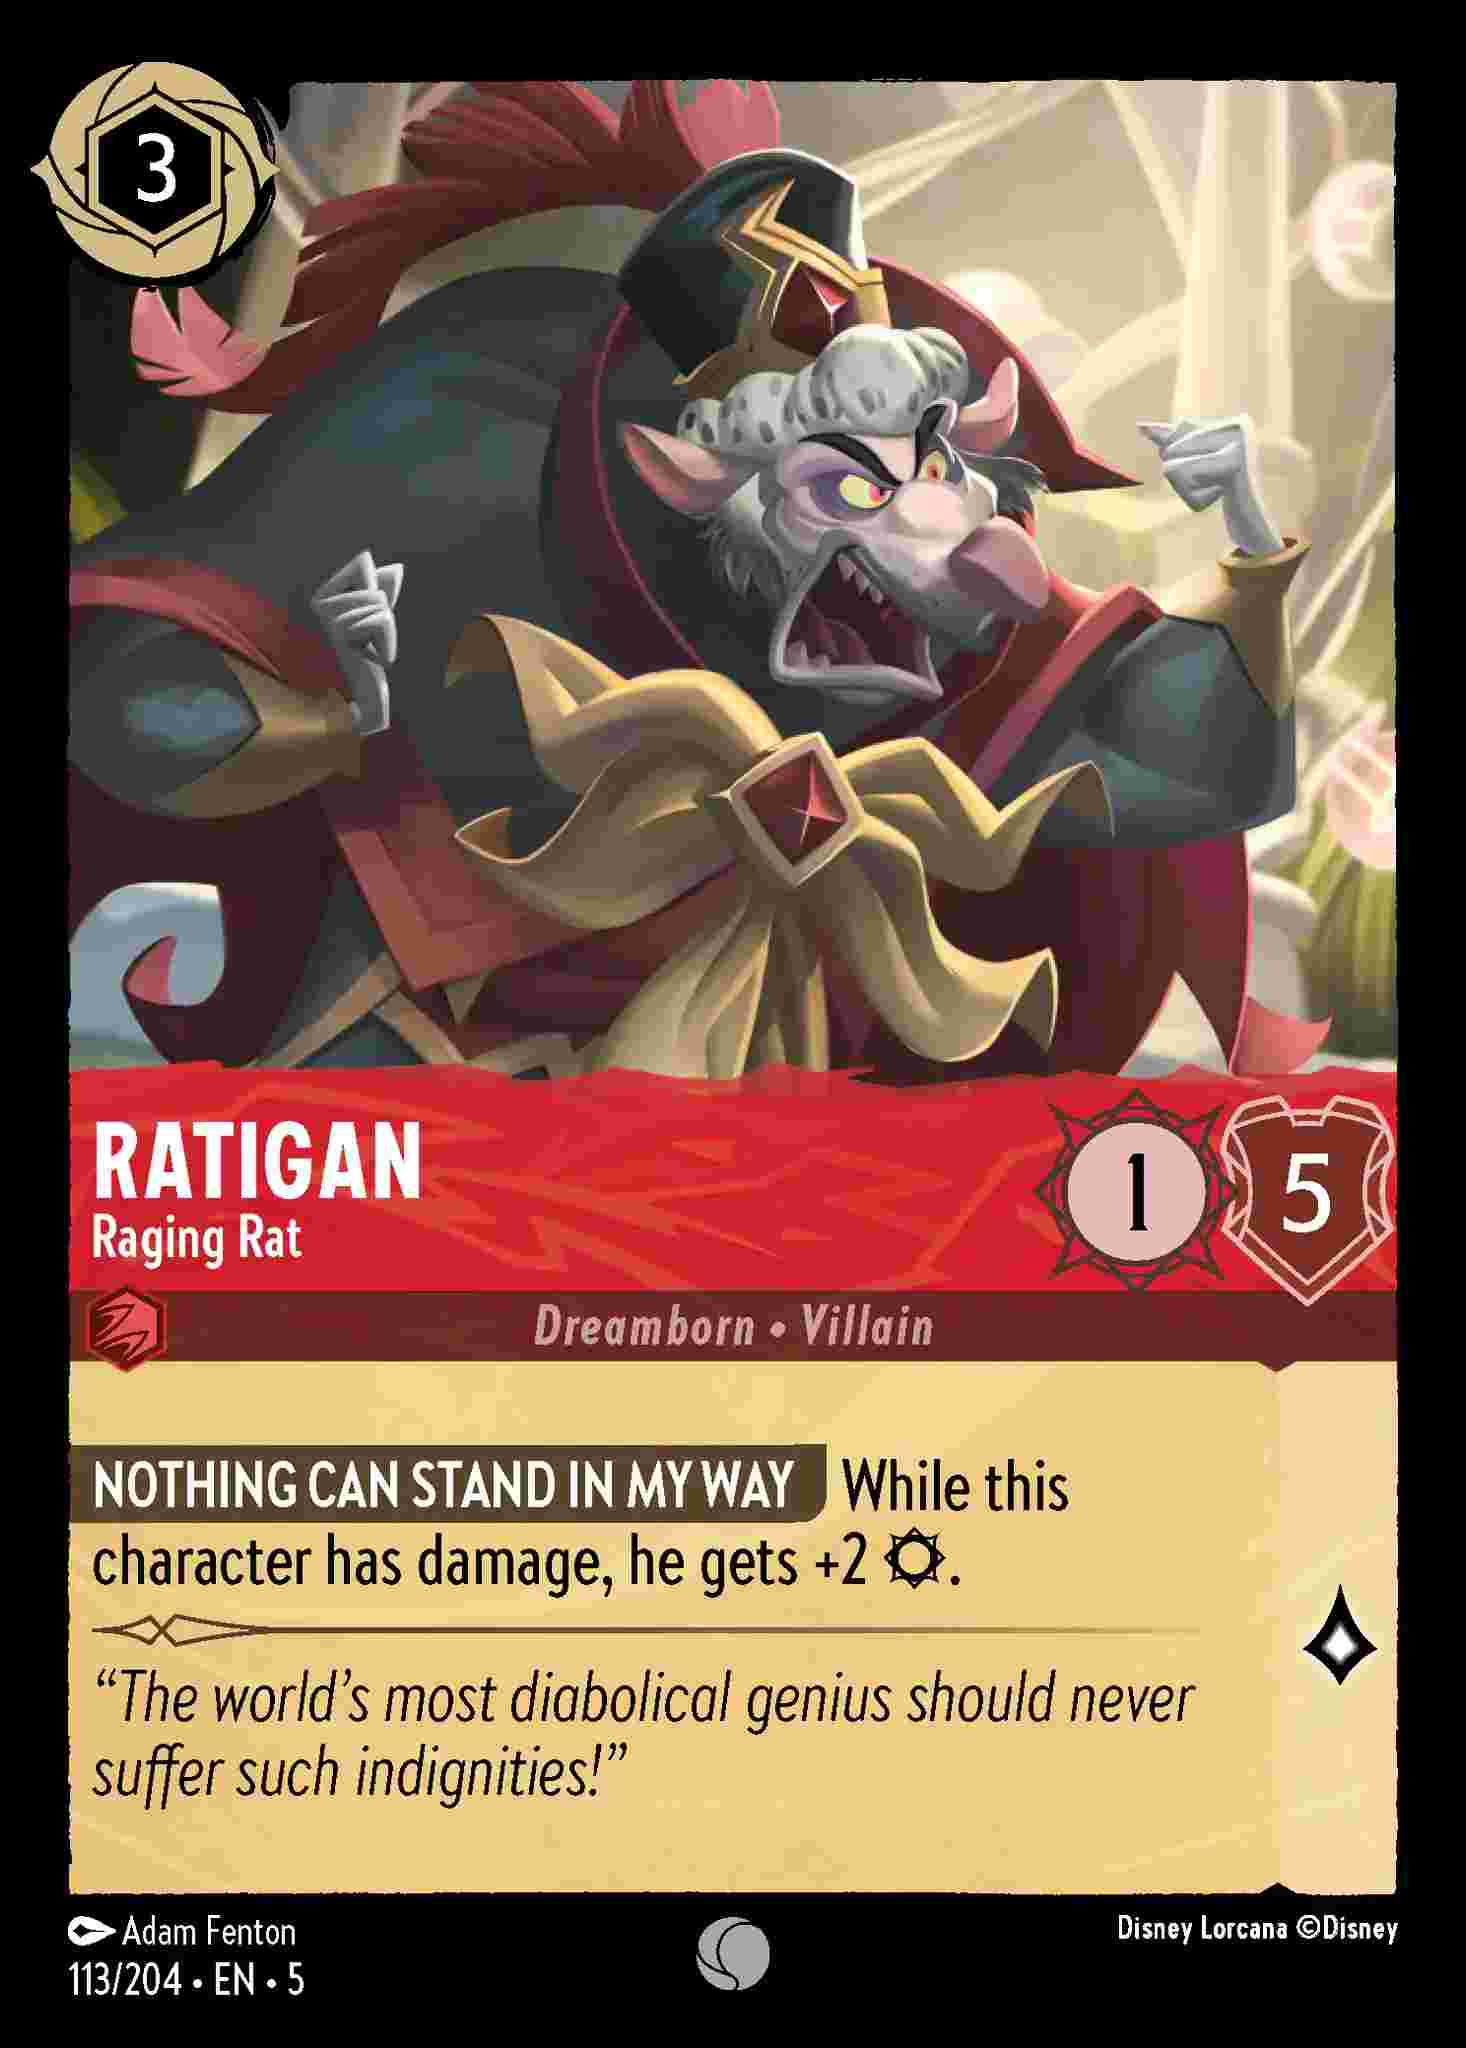 3
RATIGAN
Raging Rat
1
5
Dreamborn • Villain
NOTHING CAN STAND IN MY WAY While this
character has damage, he gets +2 .
“The world’s most diabolical genius should never
suffer such indignities!”
Adam Fenton
113/204 • EN • 5
Disney Lorcana ©Disney